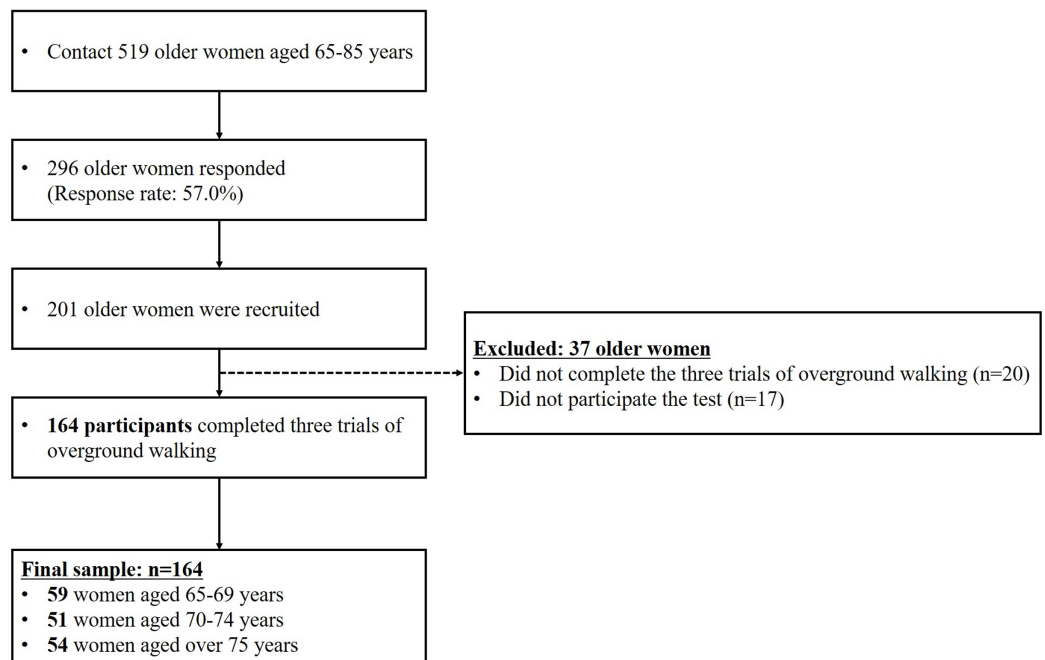 • Contact 519 older women aged 65-85 years
• 296 older women responded
(Response rate: 57.0%)
• 201 older women were recruited
Excluded: 37 older women
• Did not complete the three trials of overground walking (n=20)
• Did not participate the test (n=17)
• 164 participants completed three trials of
overground walking
Final sample: n=164
• 59 women aged 65-69 years
• 51 women aged 70-74 years
• 54 women aged over 75 years